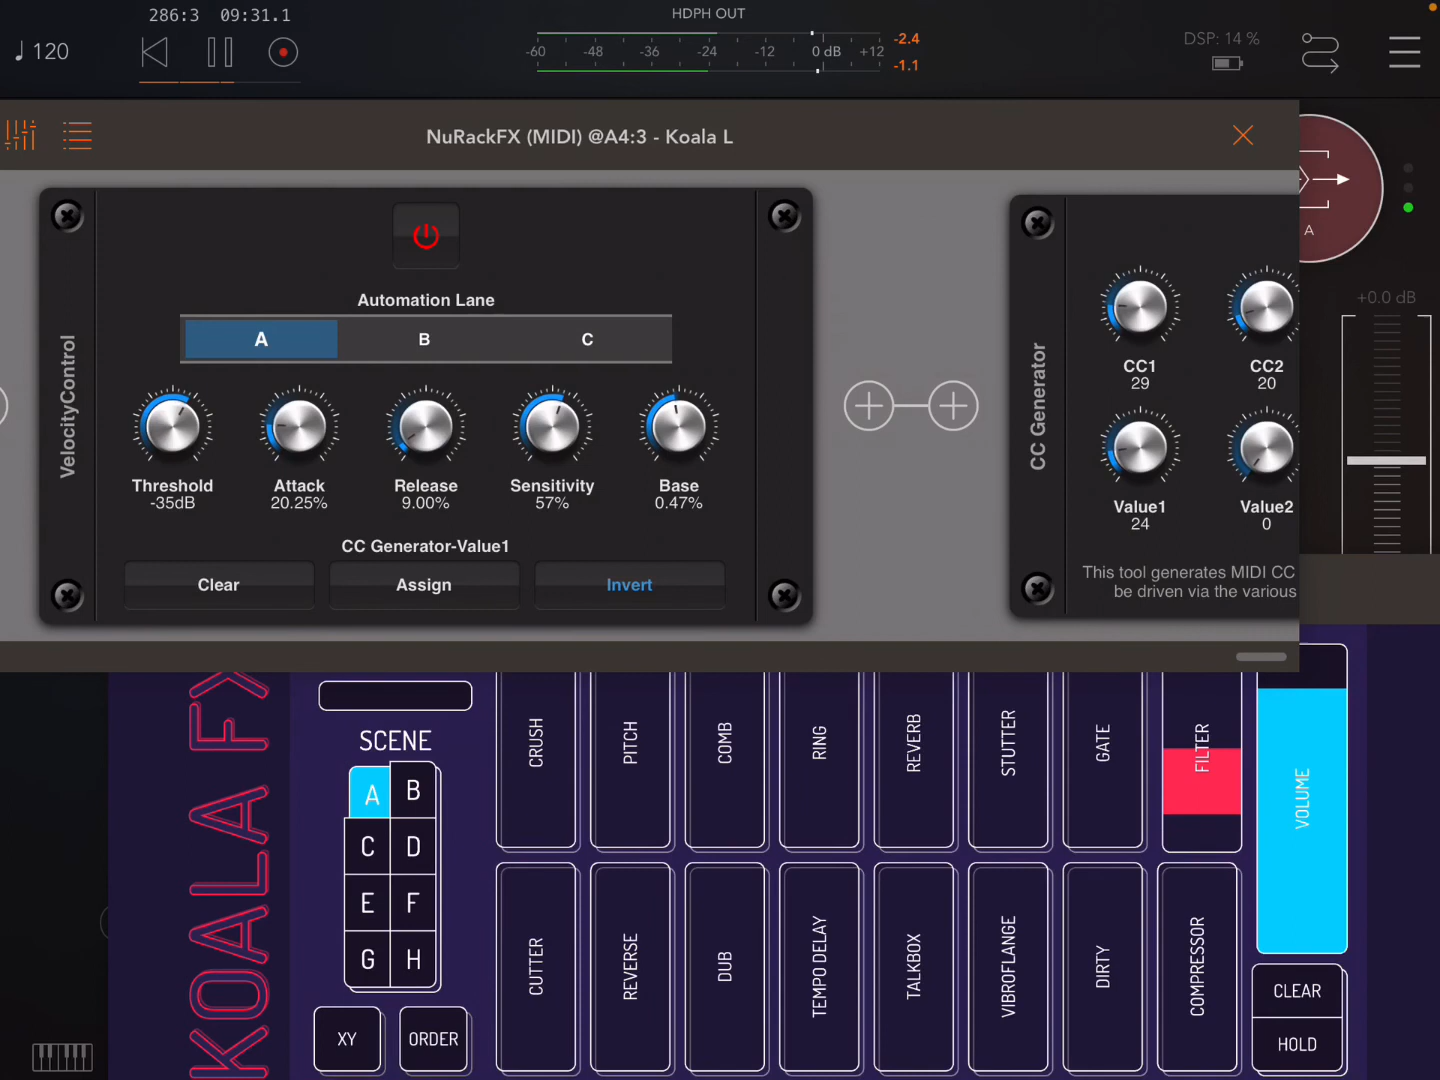 286:3 09:31.1
HDPH OUT
♩120
-60 -48 -36 -24 -12 0 dB +12
-2.4
-1.1
DSP: 14 %
NuRackFX (MIDI) @A4:3 - Koala L
A
+0.0 dB
VelocityControl
Automation Lane
A B C
Threshold Attack Release Sensitivity Base
-35dB 20.25% 9.00% 57% 0.47%
CC Generator-Value1
Clear Assign Invert
CC Generator
CC1 CC2
29 20
Value1 Value2
24 0
This tool generates MIDI CC
be driven via the various
KOALA FX
SCENE
A B
C D
E F
G H
XY ORDER
CRUSH PITCH COMB RING REVERB STUTTER GATE FILTER
VOLUME
CUTTER REVERSE DUB TEMPO DELAY TALKBOX VIBROFLANGE DIRTY COMPRESSOR
CLEAR
HOLD